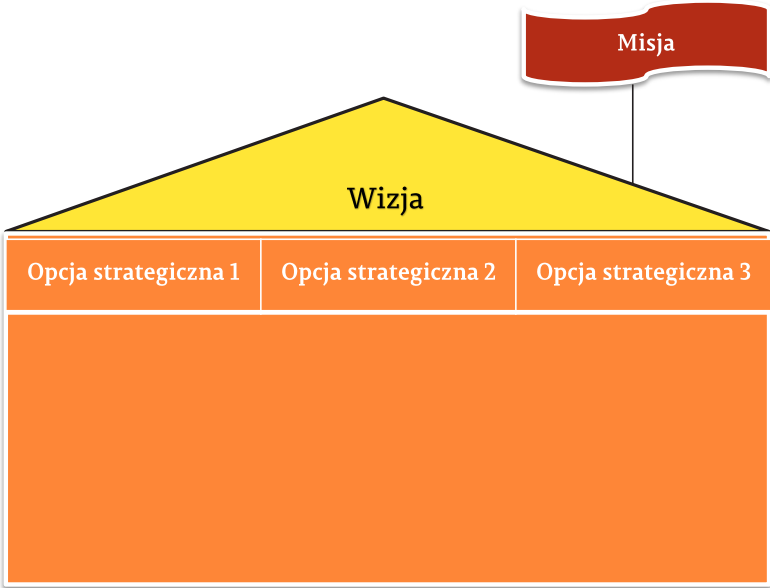 Misja
Wizja
Opcja strategiczna 1
Opcja strategiczna 2
Opcja strategiczna 3